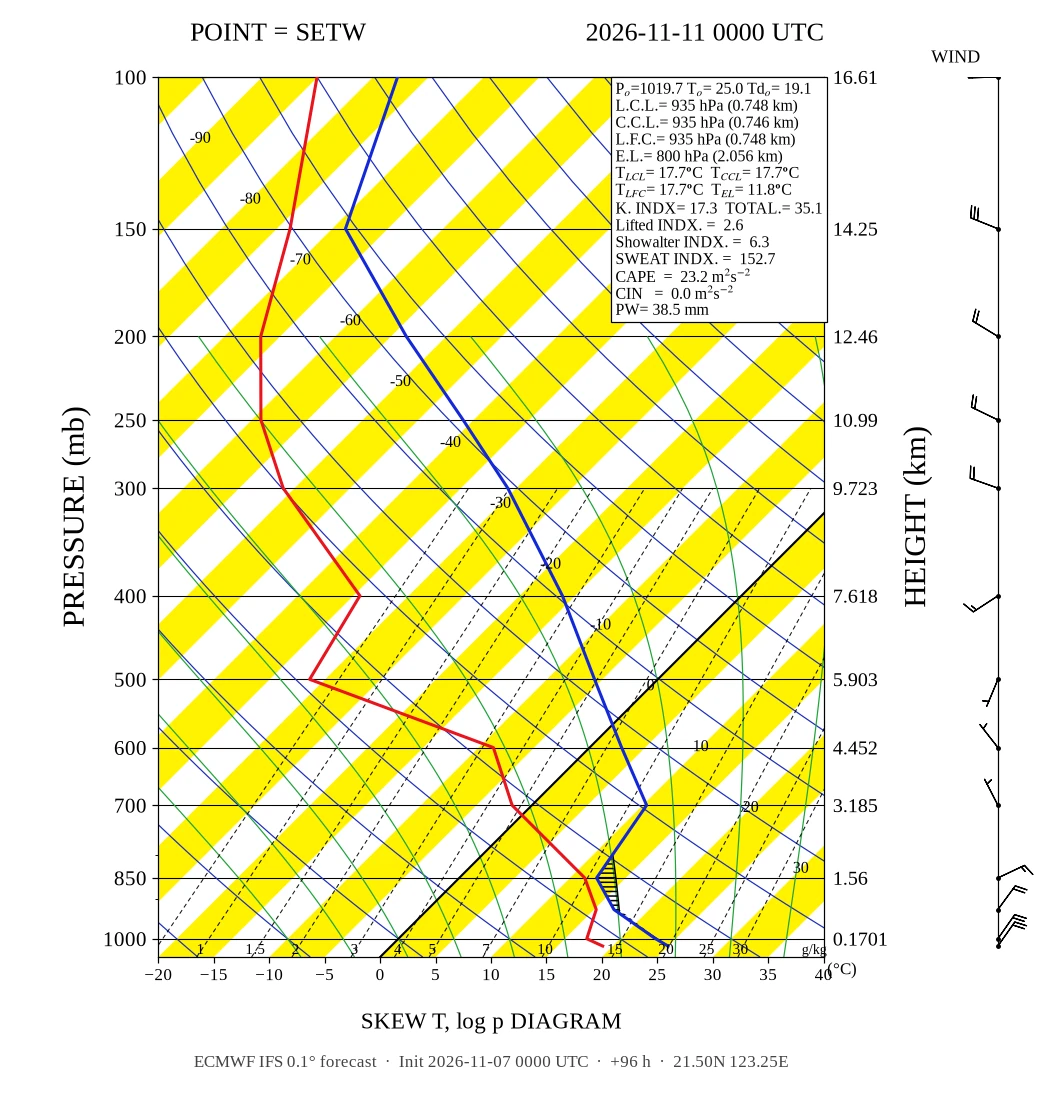 POINT = SETW 2026-11-11 0000 UTC
WIND
P₀=1019.7 T₀= 25.0 Td₀= 19.1
L.C.L.= 935 hPa (0.748 km)
C.C.L.= 935 hPa (0.746 km)
L.F.C.= 935 hPa (0.748 km)
E.L.= 800 hPa (2.056 km)
T_LCL= 17.7°C T_CCL= 17.7°C
T_LFC= 17.7°C T_EL= 11.8°C
K. INDX= 17.3 TOTAL.= 35.1
Lifted INDX. = 2.6
Showalter INDX. = 6.3
SWEAT INDX. = 152.7
CAPE = 23.2 m²s⁻²
CIN = 0.0 m²s⁻²
PW= 38.5 mm
100 16.61
-90
-80
150 14.25
-70
-60
200 12.46
-50
250 10.99
-40
300 -30 9.723
-20
400 7.618
-10
500 0 5.903
600 10 4.452
700 20 3.185
850 30 1.56
1000 0.1701
PRESSURE (mb)
HEIGHT (km)
1 1.5 2 3 4 5 7 10 15 20 25 30 g/kg
−20 −15 −10 −5 0 5 10 15 20 25 30 35 40 (°C)
SKEW T, log p DIAGRAM
ECMWF IFS 0.1° forecast · Init 2026-11-07 0000 UTC · +96 h · 21.50N 123.25E